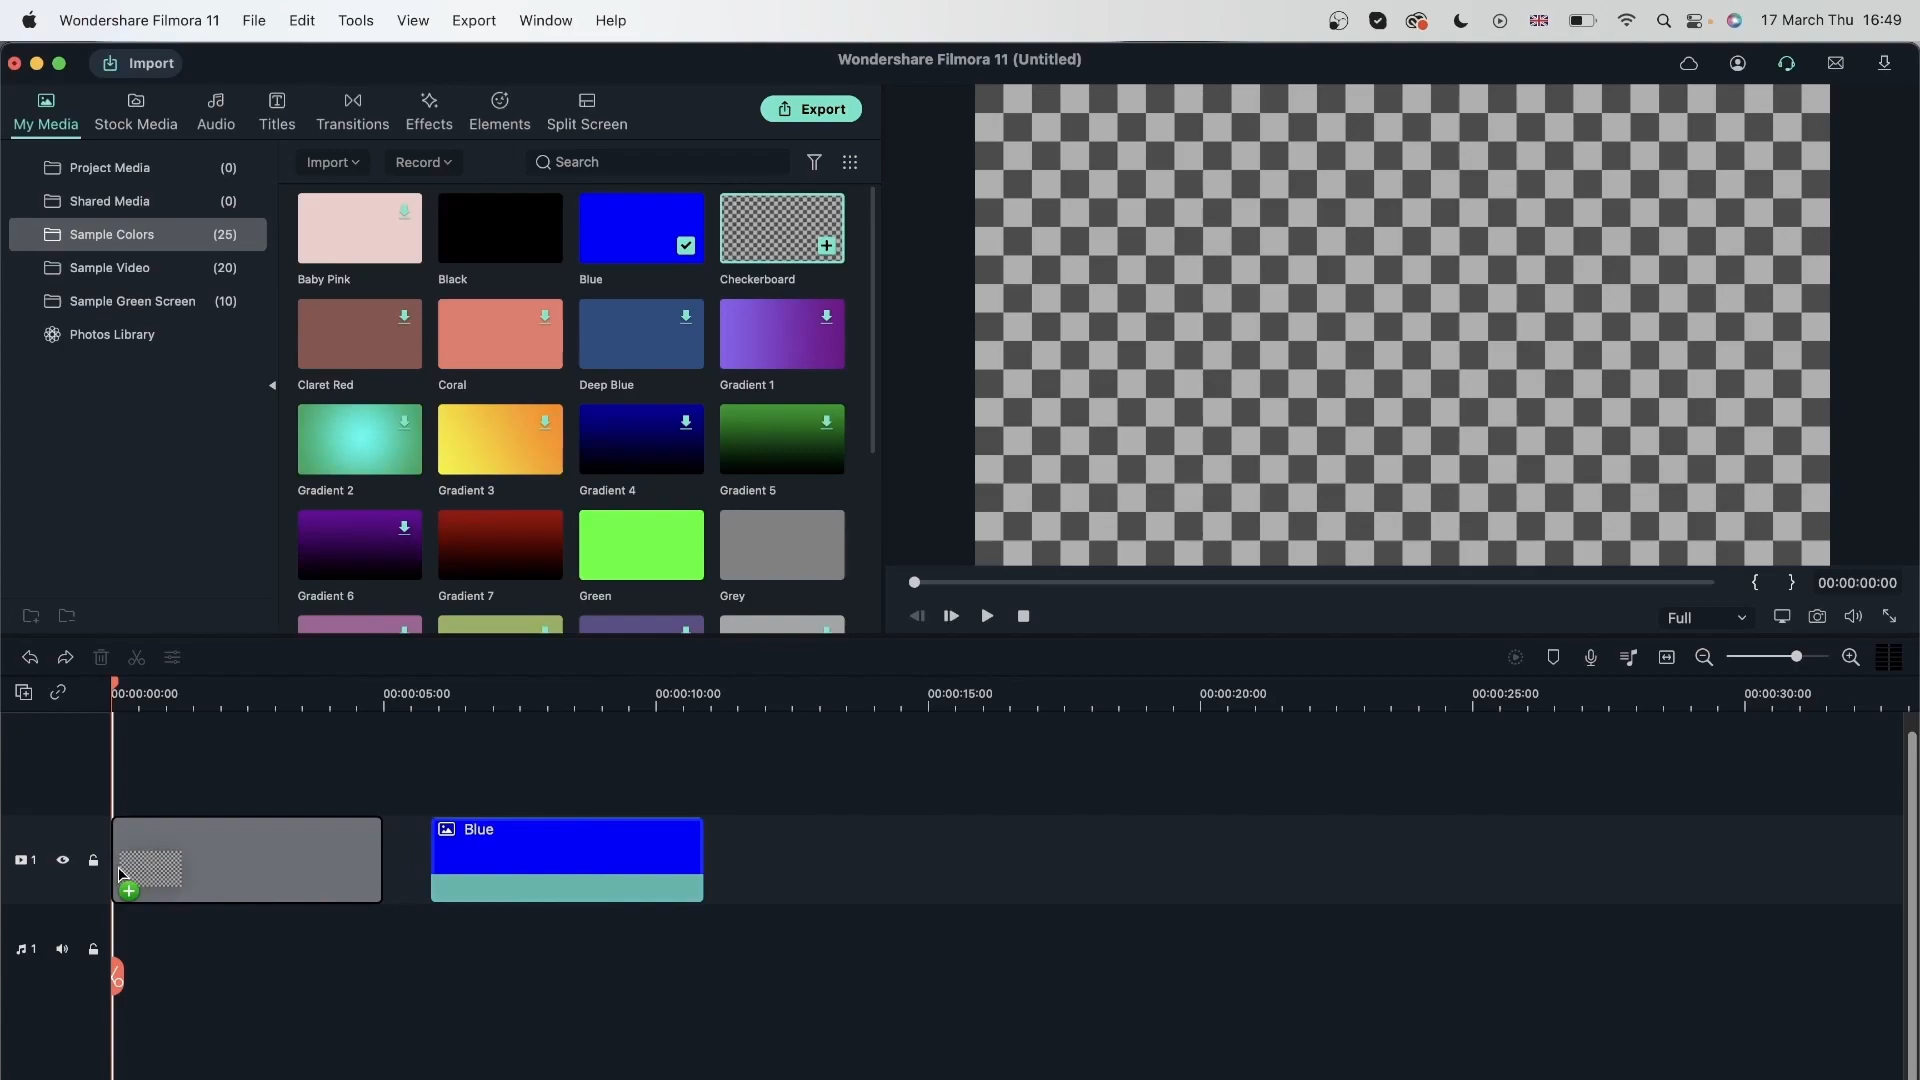 Wondershare Filmora 11 File Edit Tools View Export Window Help 17 March Thu 16:49
Import Wondershare Filmora 11 (Untitled)
My Media Stock Media Audio Titles Transitions Effects Elements Split Screen Export
Import Record Search
Project Media (0)
Shared Media (0)
Sample Colors (25)
Sample Video (20)
Sample Green Screen (10)
Photos Library
Baby Pink Black Blue Checkerboard
Claret Red Coral Deep Blue Gradient 1
Gradient 2 Gradient 3 Gradient 4 Gradient 5
Gradient 6 Gradient 7 Green Grey
{ } 00:00:00:00
Full
00:00:00:00 00:00:05:00 00:00:10:00 00:00:15:00 00:00:20:00 00:00:25:00 00:00:30:00
Blue
1
1